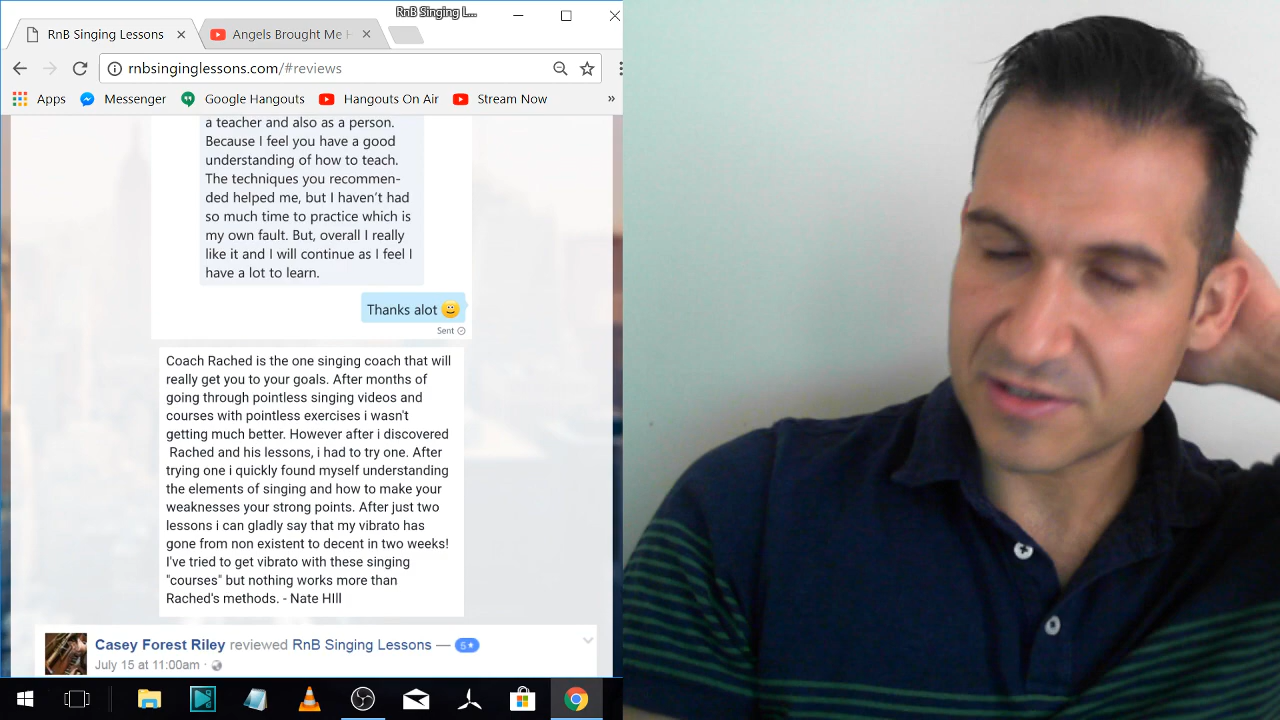 RnB Singing L...
RnB Singing Lessons
Angels Brought Me H
rnbsinginglessons.com/#reviews
Apps
Messenger
Google Hangouts
Hangouts On Air
Stream Now
»
a teacher and also as a person.
Because I feel you have a good
understanding of how to teach.
The techniques you recommen-
ded helped me, but I haven't had
so much time to practice which is
my own fault. But, overall I really
like it and I will continue as I feel I
have a lot to learn.
Thanks alot
Sent
Coach Rached is the one singing coach that will
really get you to your goals. After months of
going through pointless singing videos and
courses with pointless exercises i wasn't
getting much better. However after i discovered
Rached and his lessons, i had to try one. After
trying one i quickly found myself understanding
the elements of singing and how to make your
weaknesses your strong points. After just two
lessons i can gladly say that my vibrato has
gone from non existent to decent in two weeks!
I've tried to get vibrato with these singing
"courses" but nothing works more than
Rached's methods. - Nate HIll
Casey Forest Riley reviewed RnB Singing Lessons — 5★
July 15 at 11:00am ·